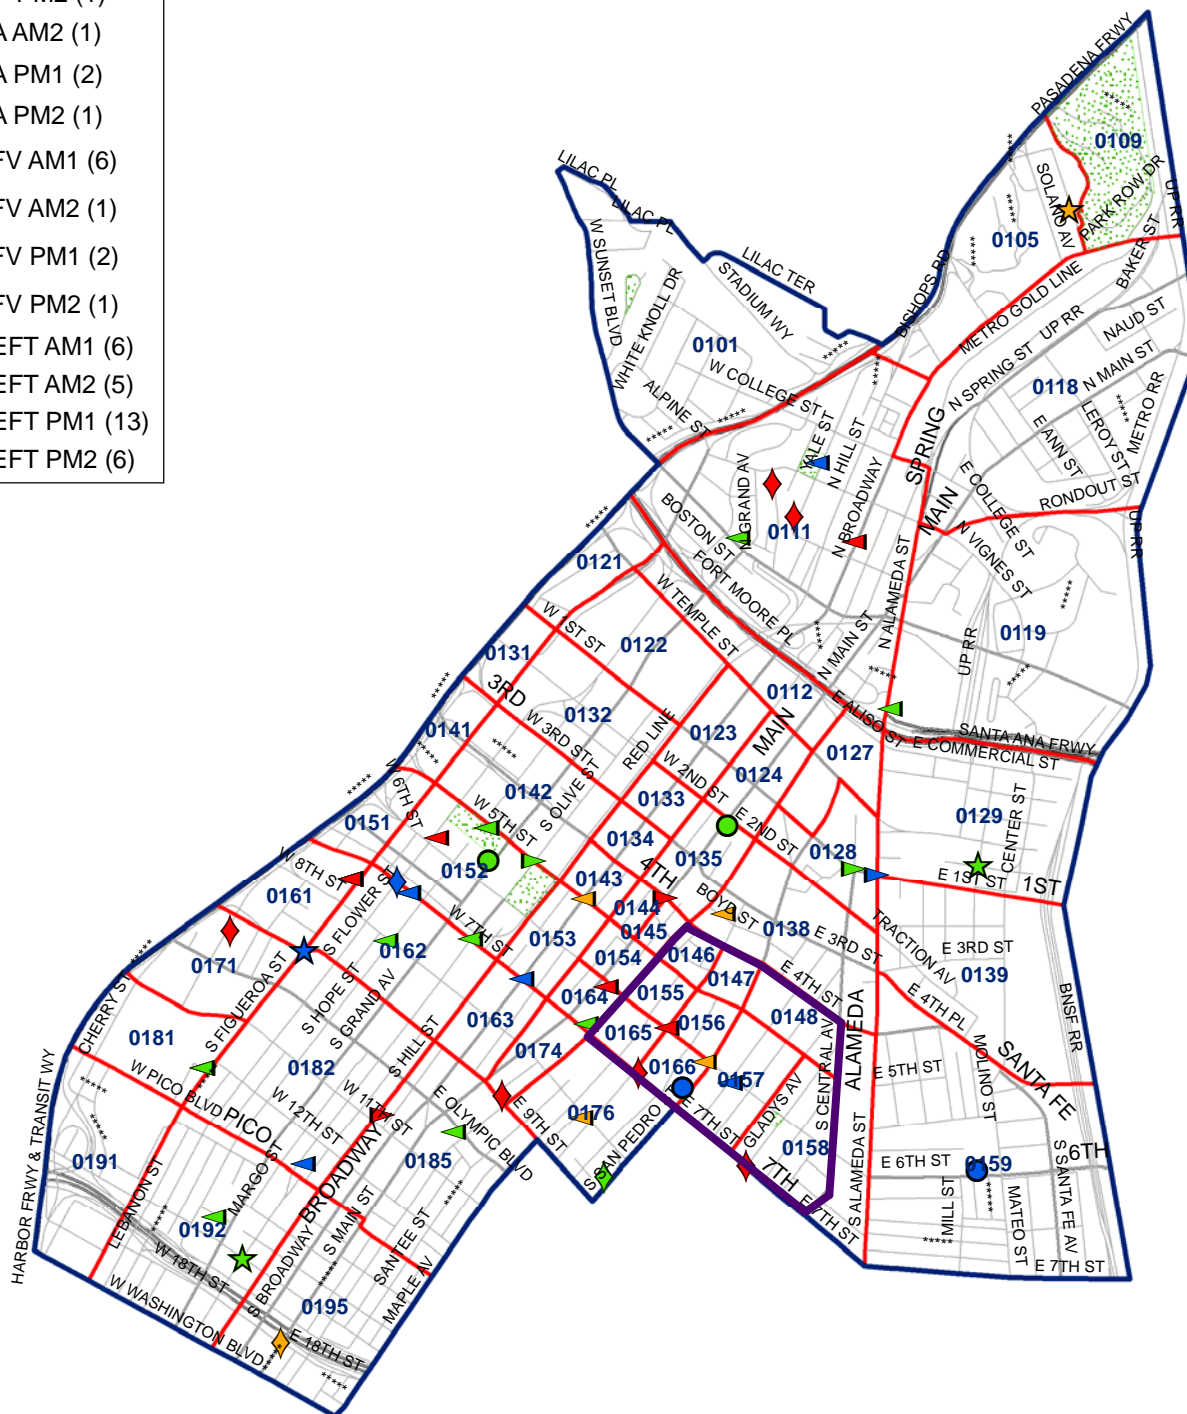 PM2 (1)
A AM2 (1)
A PM1 (2)
A PM2 (1)
FV AM1 (6)
FV AM2 (1)
FV PM1 (2)
FV PM2 (1)
EFT AM1 (6)
EFT AM2 (5)
EFT PM1 (13)
EFT PM2 (6)
PASADENA FRWY
*****
0109
LILAC PL
LILAC PL
SOLANO AV
PARK ROW DR
UP RR
0105
W SUNSET BLVD
LILAC TER
STADIUM WY
BISHOPS RD
METRO GOLD LINE
BAKER ST
WHITE KNOLL DR
0101
UP RR
NAUD ST
N SPRING ST
N MAIN ST
W COLLEGE ST
0118
ALPINE ST
YALE ST
N HILL ST
SPRING
E ANN ST
LEROY ST
METRO RR
N GRAND AV
N BROADWAY
MAIN
E COLLEGE ST
RONDOUT ST
BOSTON ST
0111
N VIGNES ST
UP RR
0121
FORT MOORE PL
N ALAMEDA ST
W TEMPLE ST
W 1ST ST
0122
N MAIN ST
UP RR
0119
0131
3RD
0112
0132
W 3RD ST
RED LINE
0123
MAIN
E ALISO ST
SANTA ANA FRWY
E COMMERCIAL ST
0141
0127
W 6TH ST
0142
S OLIVE ST
W 2ND ST
0124
0133
0151
W 5TH ST
0134
E 2ND ST
0129
CENTER ST
0135
0128
W 8TH ST
0152
4TH
0143
E 1ST ST
1ST
0161
S FLOWER ST
0144
BOYD ST
W 7TH ST
0145
0138
E 3RD ST
TRACTION AV
E 3RD ST
0171
0162
0153
0154
0146
0147
0139
CHERRY ST
S FIGUEROA ST
S HOPE ST
S GRAND AV
0164
0155
E 4TH ST
E 4TH PL
BNSF RR
0163
0165
0156
0148
ALAMEDA
0181
S HILL ST
0174
S CENTRAL AV
SANTA FE
0182
0166
0157
E 5TH ST
MOLINO ST
W PICO BLVD
PICO
W 12TH ST
W 11TH ST
E OLYMPIC BLVD
E 9TH ST
0176
SAN PEDRO
E 7TH ST
GLADYS AV
0158
HARBOR FRWY & TRANSIT WY
0191
LEBANON ST
MARGO ST
BROADWAY
0185
7TH
E 6TH ST
0159
6TH
S ALAMEDA ST
MILL ST
MATEO ST
S SANTA FE AV
0192
W 18TH ST
S BROADWAY
S MAIN ST
SANTEE ST
MAPLE AV
E 7TH ST
E 7TH ST
W WASHINGTON BLVD
0195
E 18TH ST